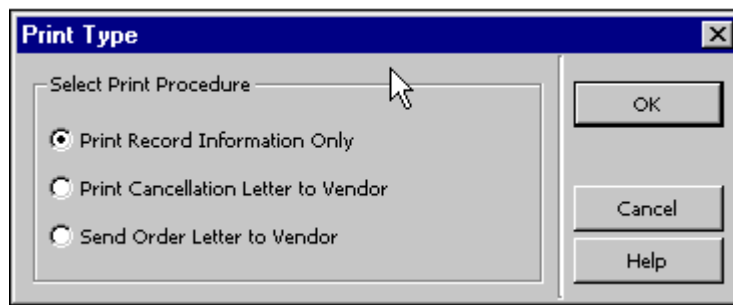 Print Type
Select Print Procedure
OK
Print Record Information Only
Print Cancellation Letter to Vendor
Cancel
Send Order Letter to Vendor
Help